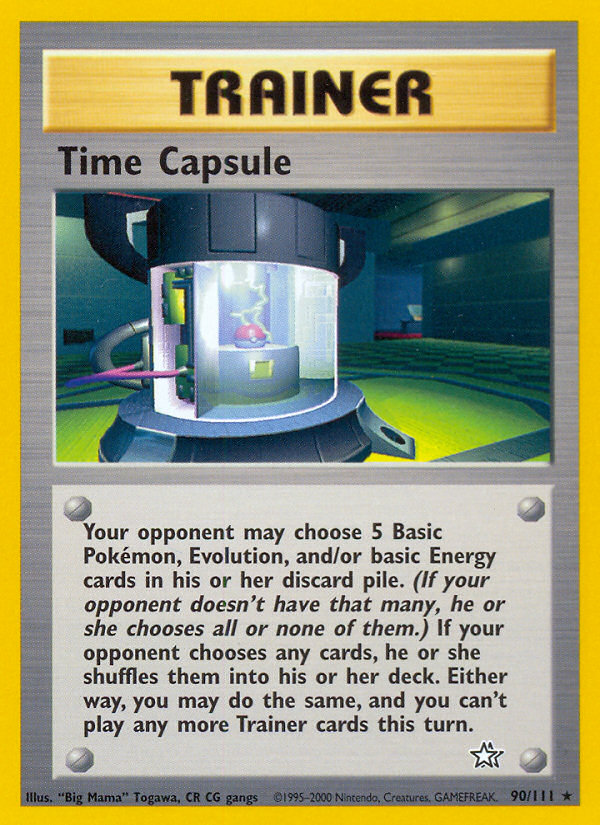 TRAINER
Time Capsule
Your opponent may choose 5 Basic
Pokémon, Evolution, and/or basic Energy
cards in his or her discard pile. (If your
opponent doesn't have that many, he or
she chooses all or none of them.) If your
opponent chooses any cards, he or she
shuffles them into his or her deck. Either
way, you may do the same, and you can't
play any more Trainer cards this turn.
Illus. "Big Mama" Togawa, CR CG gangs ©1995–2000 Nintendo, Creatures, GAMEFREAK. 90/111 ★